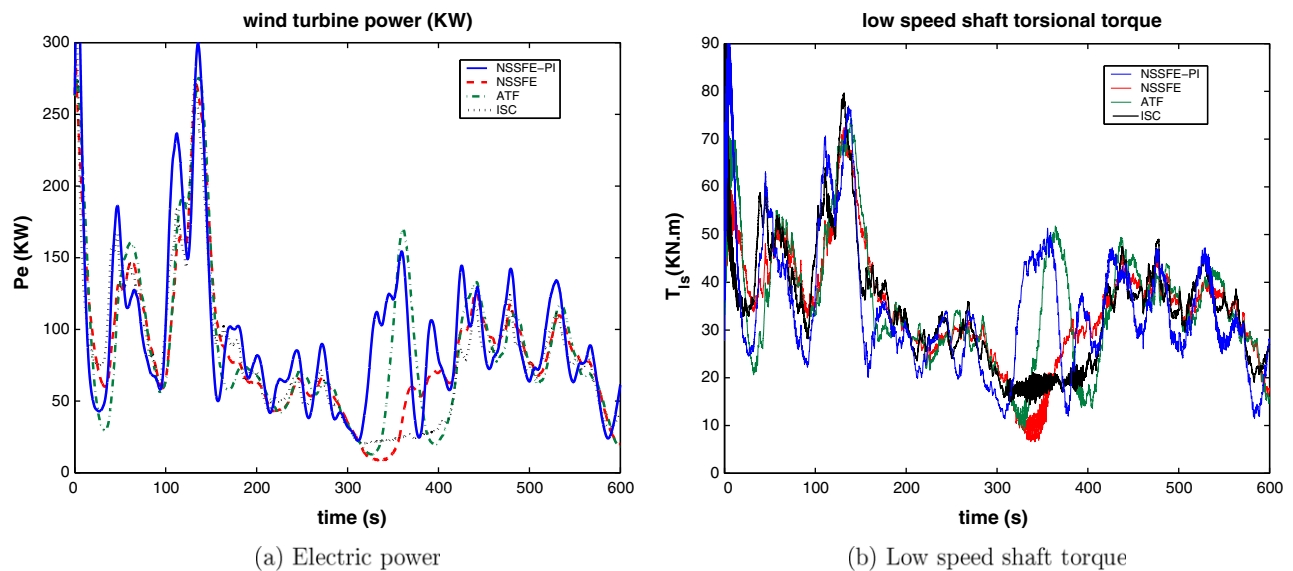 wind turbine power (KW)
300
250
200
150
100
50
0
Pe (KW)
NSSFE-PI
NSSFE
ATF
ISC
0 100 200 300 400 500 600
time (s)
(a) Electric power
low speed shaft torsional torque
90
80
70
60
50
40
30
20
10
0
T_ls (KN.m)
NSSFE-PI
NSSFE
ATF
ISC
0 100 200 300 400 500 600
time (s)
(b) Low speed shaft torque